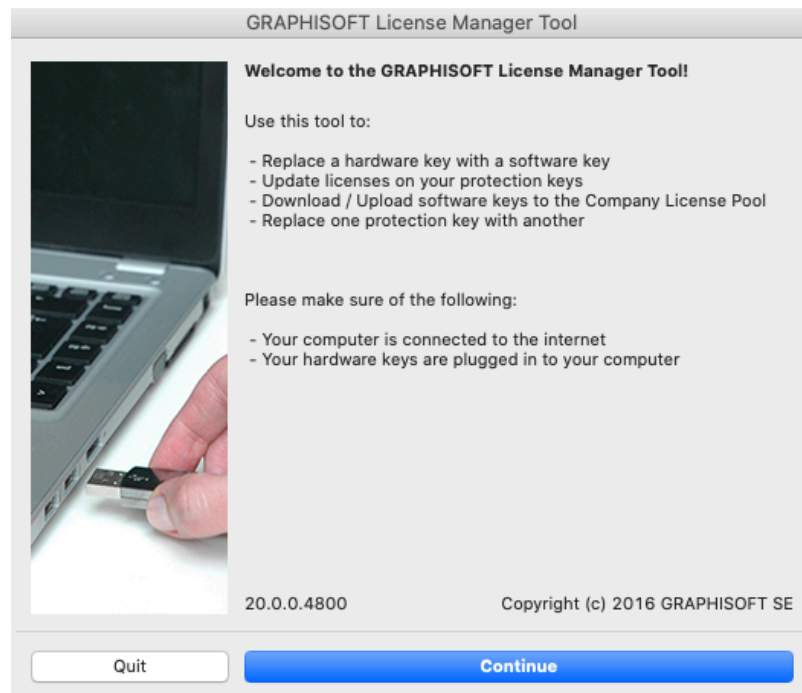 GRAPHISOFT License Manager Tool
Welcome to the GRAPHISOFT License Manager Tool!
Use this tool to:
- Replace a hardware key with a software key
- Update licenses on your protection keys
- Download / Upload software keys to the Company License Pool
- Replace one protection key with another
Please make sure of the following:
- Your computer is connected to the internet
- Your hardware keys are plugged in to your computer
20.0.0.4800
Copyright (c) 2016 GRAPHISOFT SE
Quit
Continue